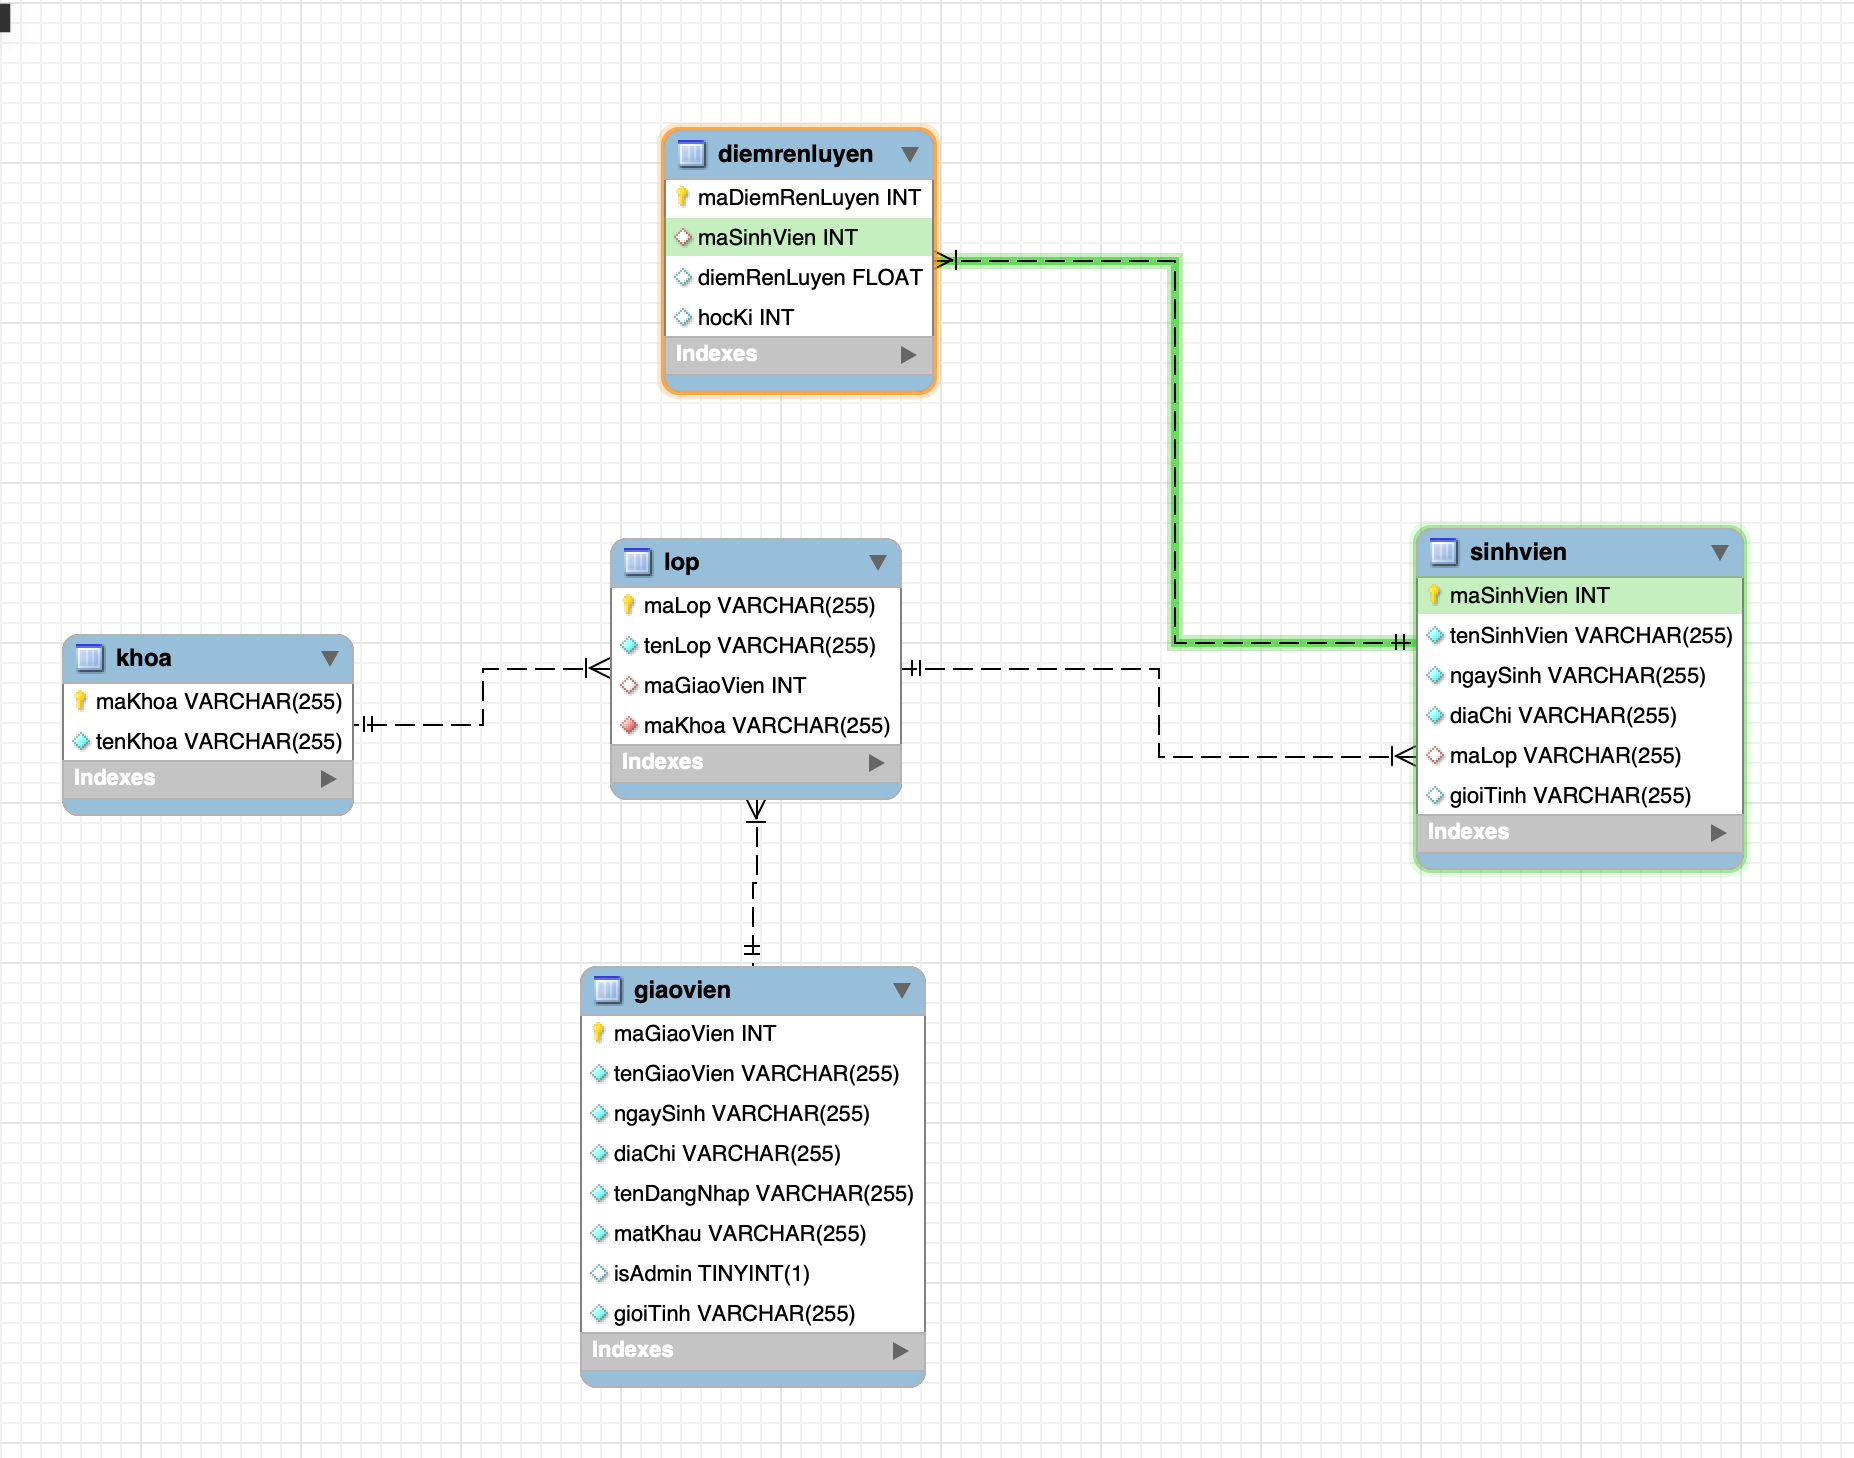 diemrenluyen
maDiemRenLuyen INT
maSinhVien INT
diemRenLuyen FLOAT
hocKi INT
Indexes
khoa
maKhoa VARCHAR(255)
tenKhoa VARCHAR(255)
Indexes
lop
maLop VARCHAR(255)
tenLop VARCHAR(255)
maGiaoVien INT
maKhoa VARCHAR(255)
Indexes
sinhvien
maSinhVien INT
tenSinhVien VARCHAR(255)
ngaySinh VARCHAR(255)
diaChi VARCHAR(255)
maLop VARCHAR(255)
gioiTinh VARCHAR(255)
Indexes
giaovien
maGiaoVien INT
tenGiaoVien VARCHAR(255)
ngaySinh VARCHAR(255)
diaChi VARCHAR(255)
tenDangNhap VARCHAR(255)
matKhau VARCHAR(255)
isAdmin TINYINT(1)
gioiTinh VARCHAR(255)
Indexes